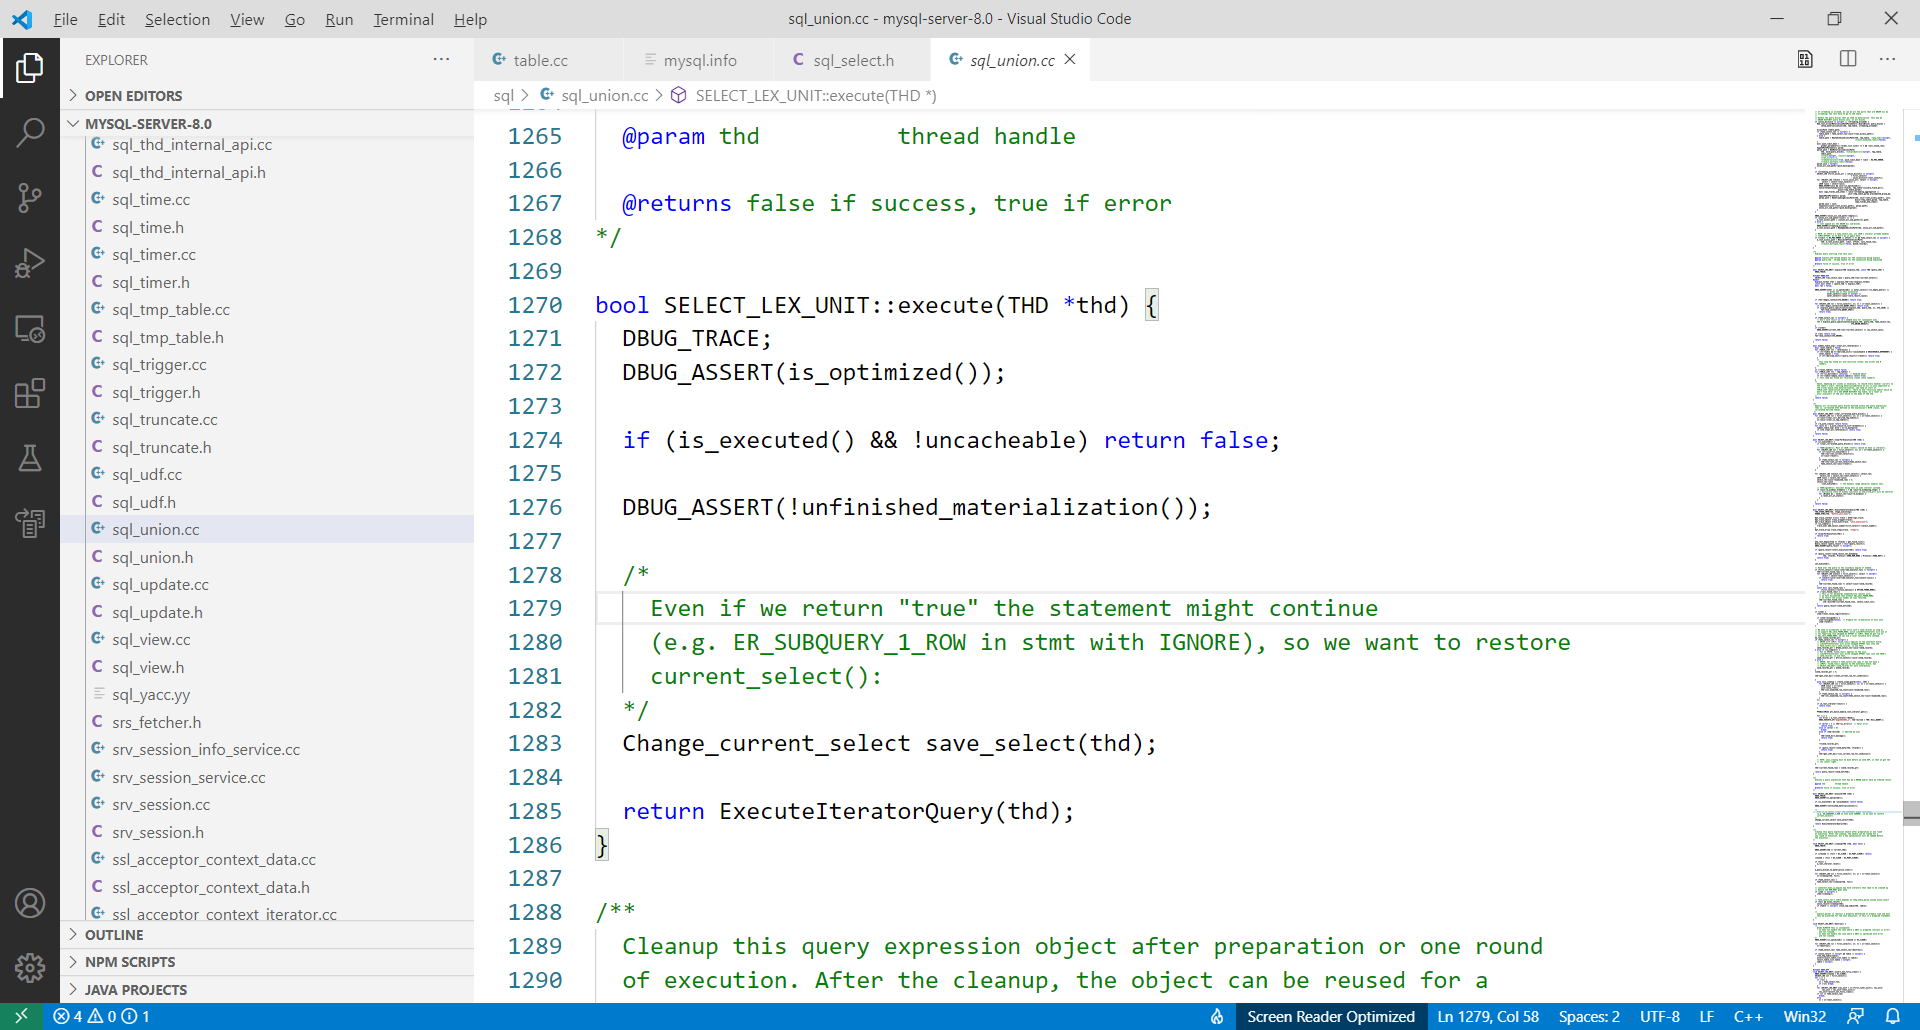 File Edit Selection View Go Run Terminal Help
sql_union.cc - mysql-server-8.0 - Visual Studio Code
EXPLORER
OPEN EDITORS
MYSQL-SERVER-8.0
sql_thd_internal_api.cc
sql_thd_internal_api.h
sql_time.cc
sql_time.h
sql_timer.cc
sql_timer.h
sql_tmp_table.cc
sql_tmp_table.h
sql_trigger.cc
sql_trigger.h
sql_truncate.cc
sql_truncate.h
sql_udf.cc
sql_udf.h
sql_union.cc
sql_union.h
sql_update.cc
sql_update.h
sql_view.cc
sql_view.h
sql_yacc.yy
srs_fetcher.h
srv_session_info_service.cc
srv_session_service.cc
srv_session.cc
srv_session.h
ssl_acceptor_context_data.cc
ssl_acceptor_context_data.h
ssl_acceptor_context_iterator.cc
OUTLINE
NPM SCRIPTS
JAVA PROJECTS
table.cc mysql.info sql_select.h sql_union.cc
sql > sql_union.cc > SELECT_LEX_UNIT::execute(THD *)
1265 @param thd thread handle
1266
1267 @returns false if success, true if error
1268 */
1269
1270 bool SELECT_LEX_UNIT::execute(THD *thd) {
1271 DBUG_TRACE;
1272 DBUG_ASSERT(is_optimized());
1273
1274 if (is_executed() && !uncacheable) return false;
1275
1276 DBUG_ASSERT(!unfinished_materialization());
1277
1278 /*
1279 Even if we return "true" the statement might continue
1280 (e.g. ER_SUBQUERY_1_ROW in stmt with IGNORE), so we want to restore
1281 current_select():
1282 */
1283 Change_current_select save_select(thd);
1284
1285 return ExecuteIteratorQuery(thd);
1286 }
1287
1288 /**
1289 Cleanup this query expression object after preparation or one round
1290 of execution. After the cleanup, the object can be reused for a
4 0 1 Screen Reader Optimized Ln 1279, Col 58 Spaces: 2 UTF-8 LF C++ Win32